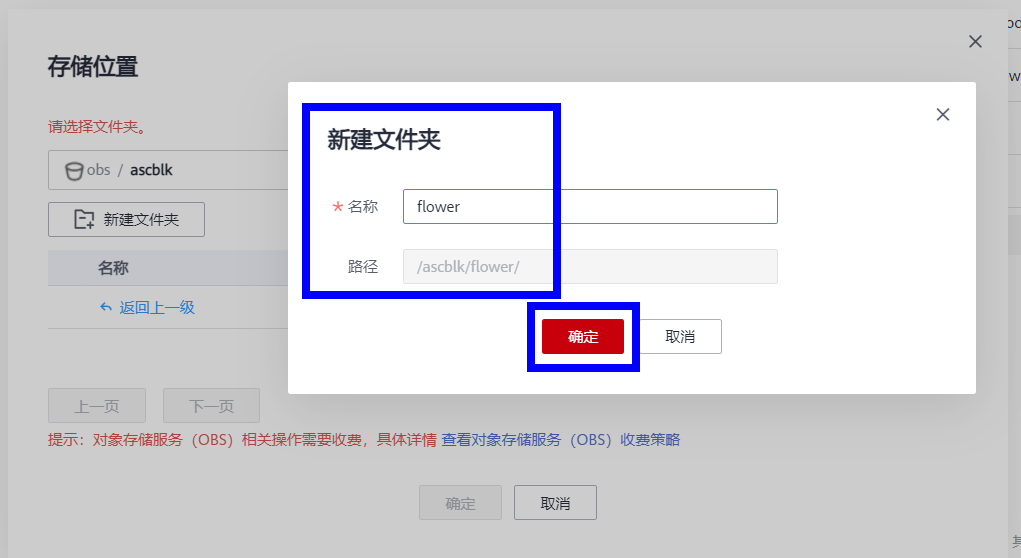 存储位置
请选择文件夹。
obs / ascblk
新建文件夹
名称
返回上一级
新建文件夹
* 名称 flower
路径 /ascblk/flower/
确定 取消
上一页 下一页
提示：对象存储服务（OBS）相关操作需要收费，具体详情 查看对象存储服务（OBS）收费策略
确定 取消